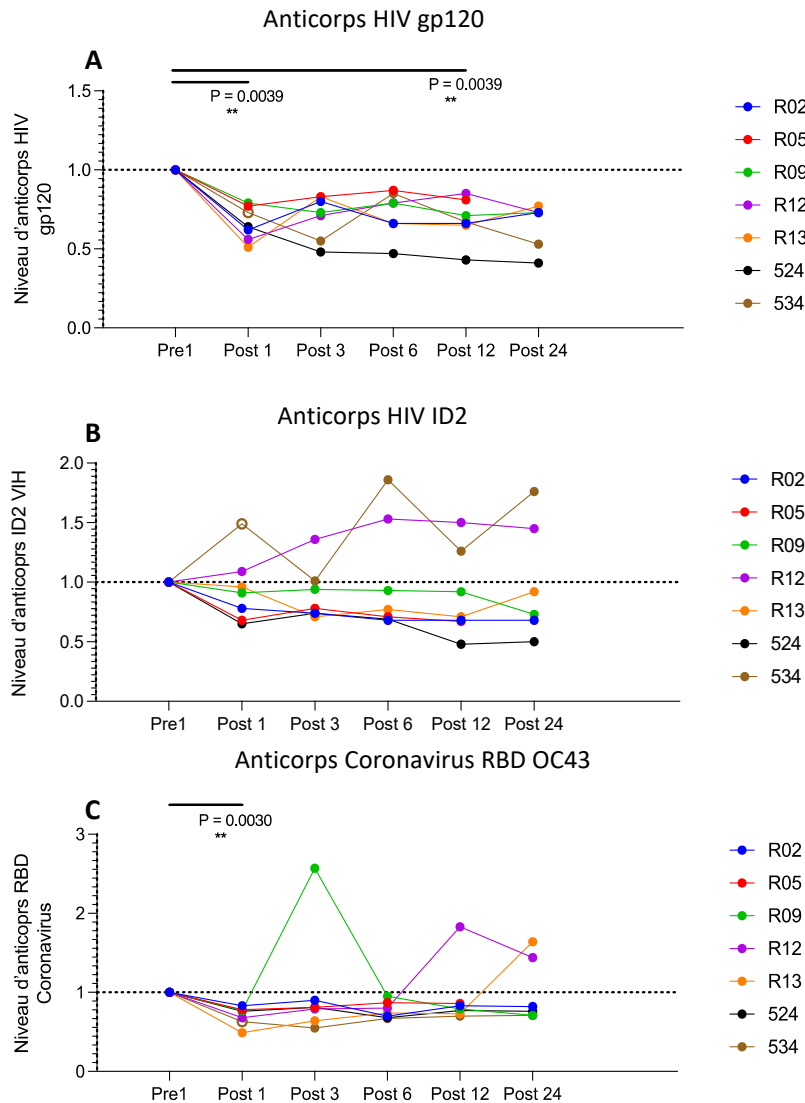 Anticorps HIV gp120
A
P = 0.0039
**
P = 0.0039
**
Niveau d'anticorps HIV
gp120
1.5
1.0
0.5
0.0
Pre1 Post 1 Post 3 Post 6 Post 12 Post 24
R02
R05
R09
R12
R13
524
534
Anticorps HIV ID2
B
Niveau d'anticoprs ID2 VIH
2.0
1.5
1.0
0.5
0.0
Pre1 Post 1 Post 3 Post 6 Post 12 Post 24
R02
R05
R09
R12
R13
524
534
Anticorps Coronavirus RBD OC43
C
P = 0.0030
**
Niveau d'anticoprs RBD
Coronavirus
3
2
1
0
Pre1 Post 1 Post 3 Post 6 Post 12 Post 24
R02
R05
R09
R12
R13
524
534